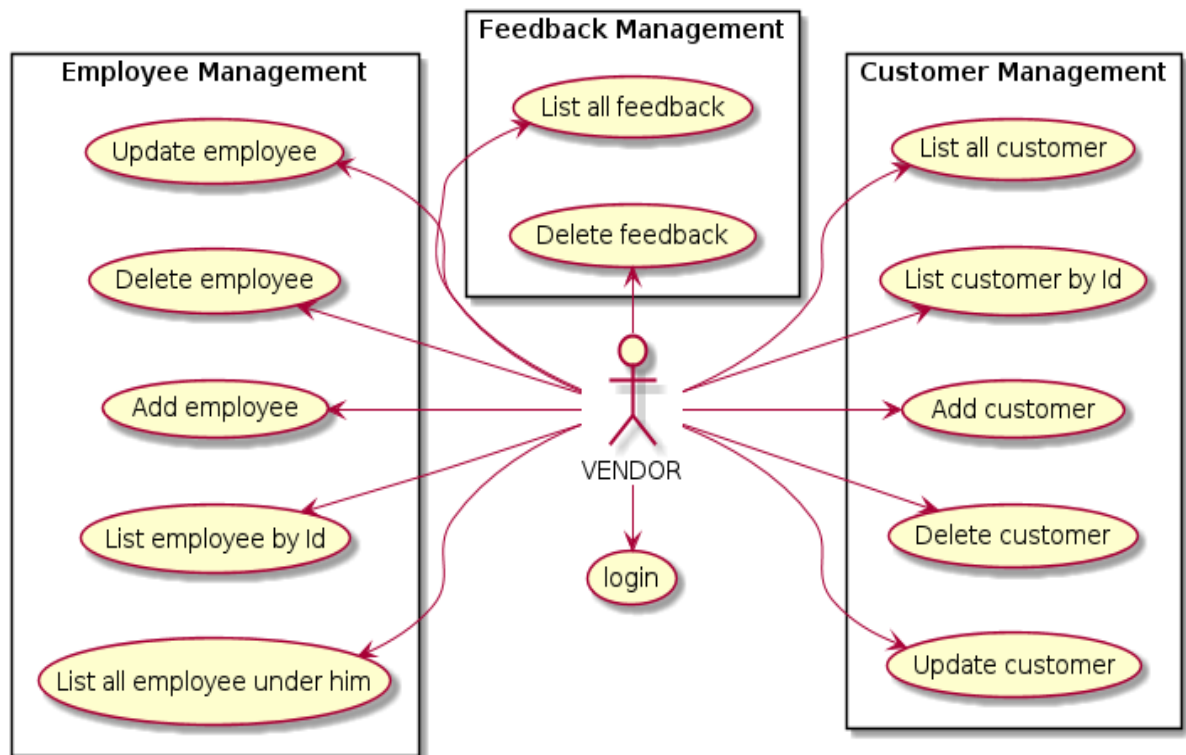 Feedback Management
List all feedback
Delete feedback
Employee Management
Update employee
Delete employee
Add employee
List employee by Id
List all employee under him
VENDOR
login
Customer Management
List all customer
List customer by Id
Add customer
Delete customer
Update customer